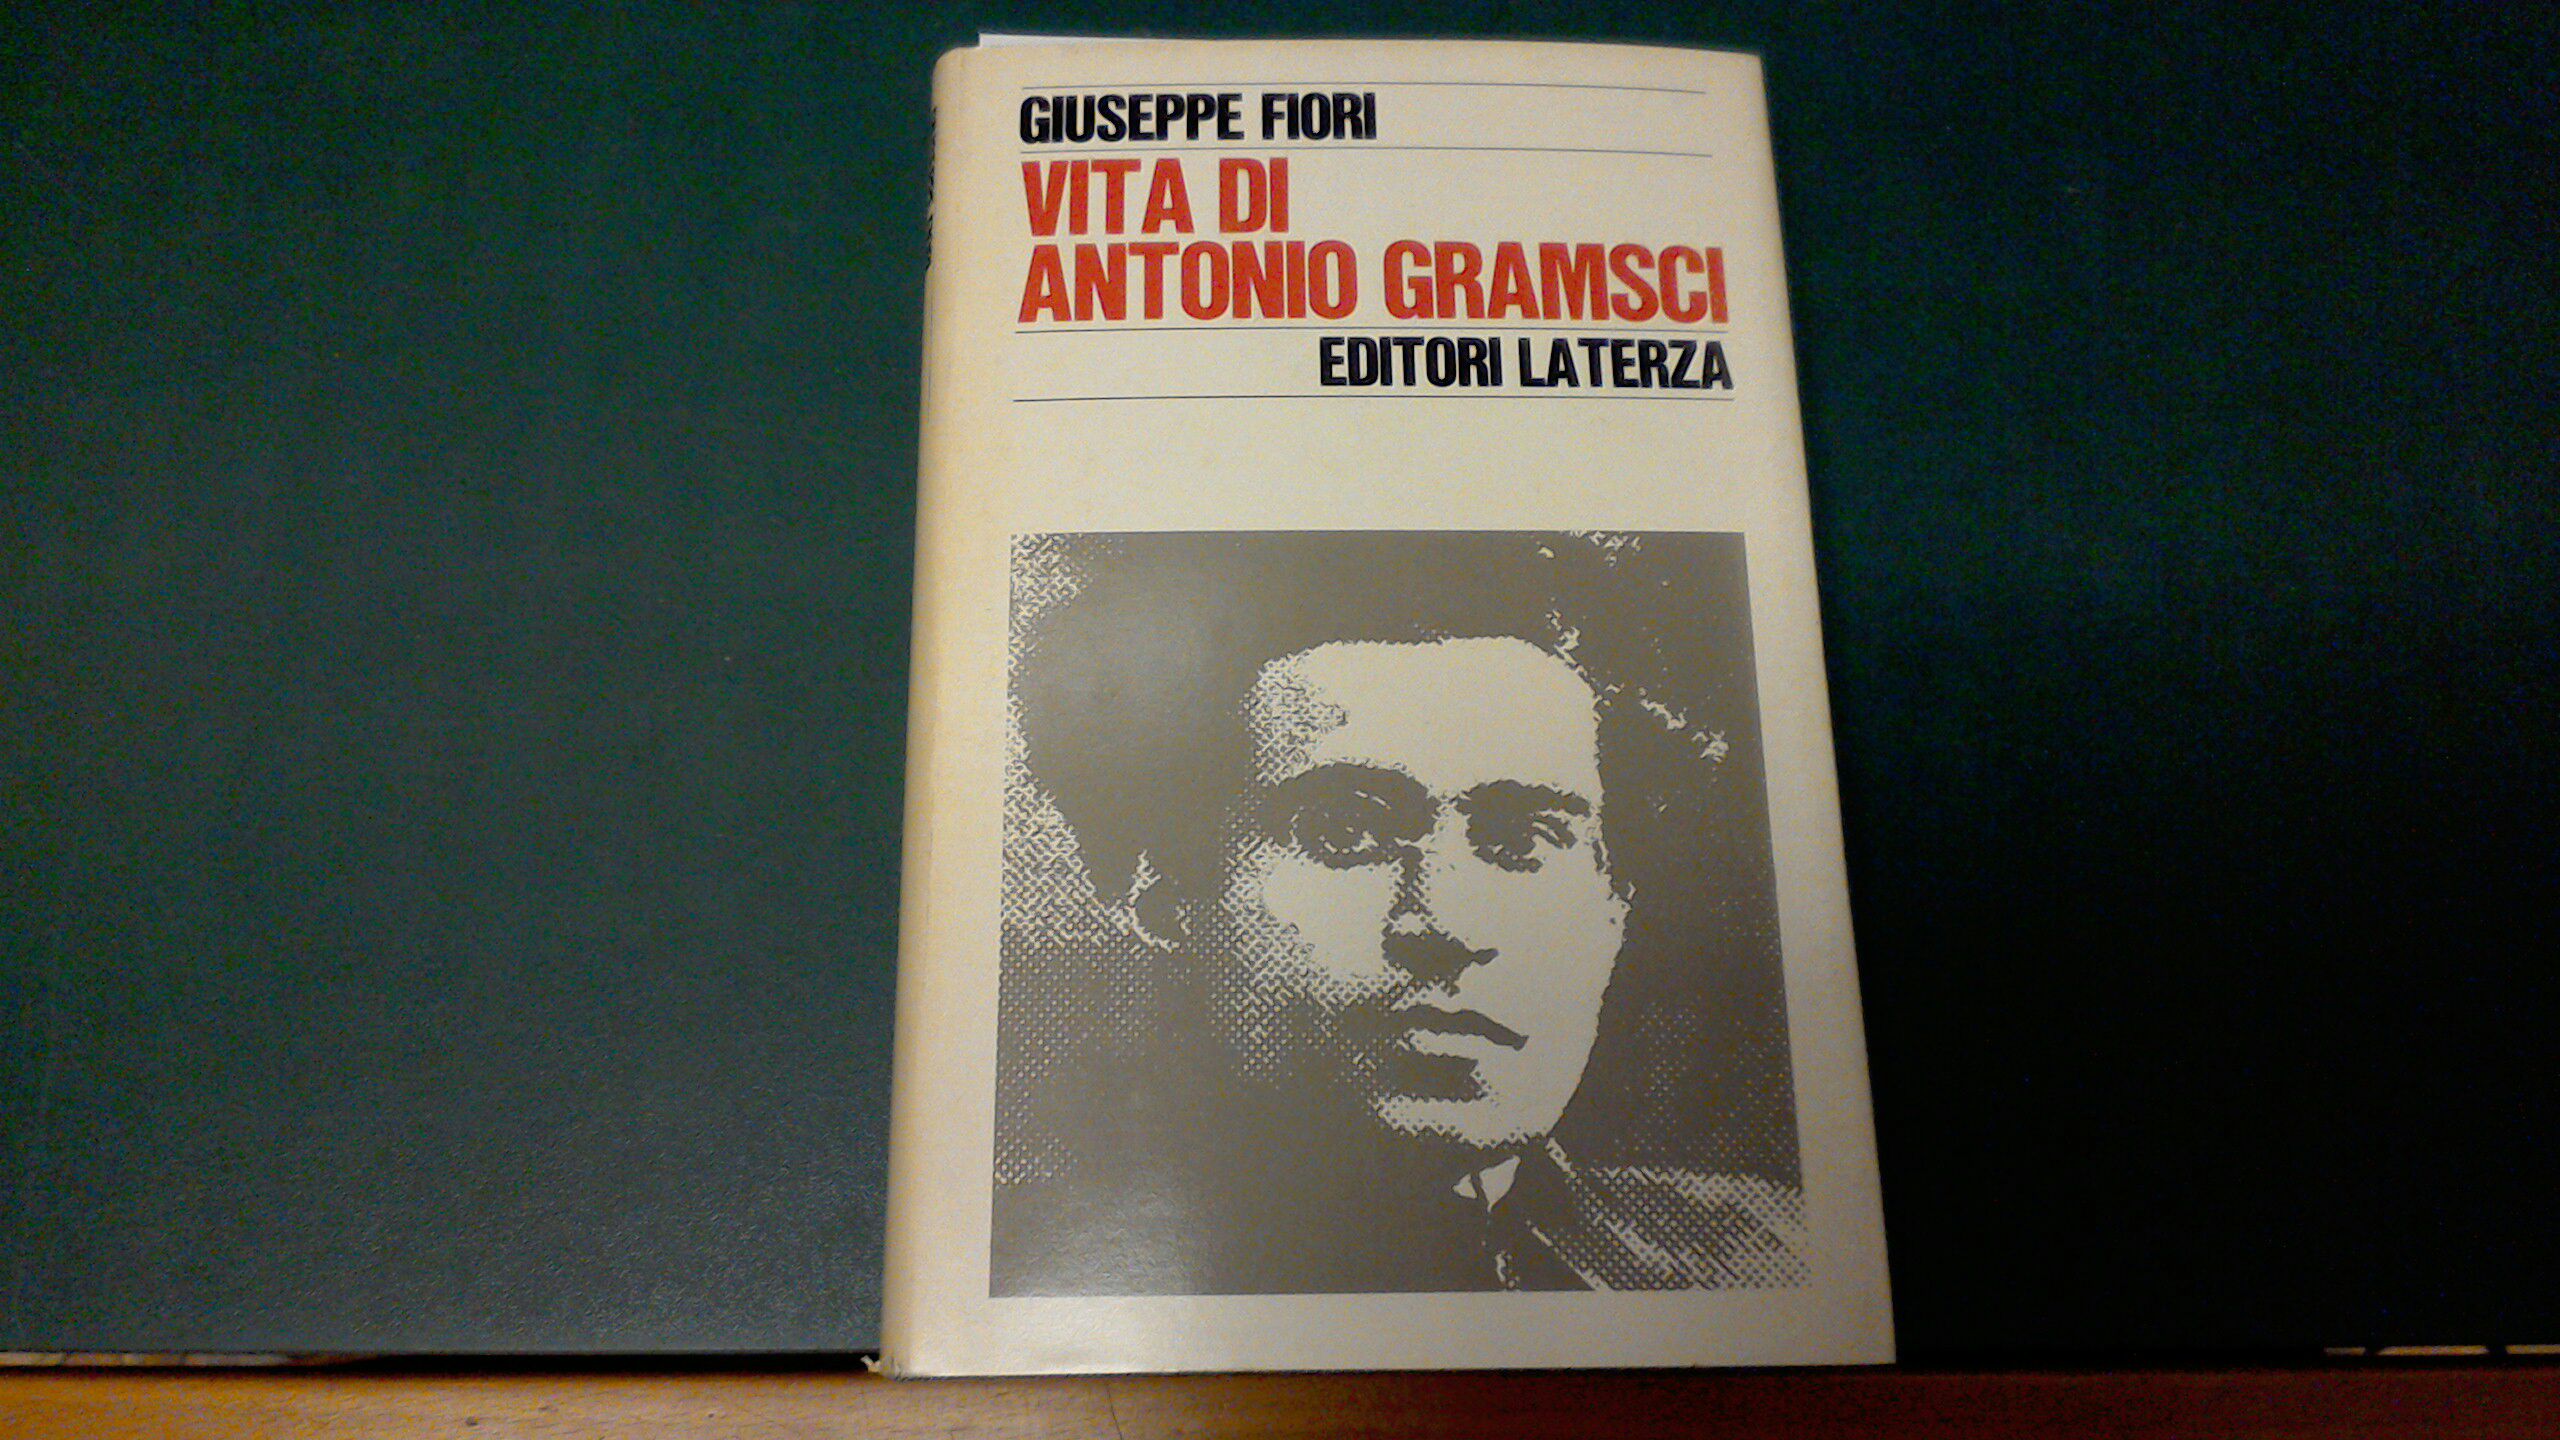 GIUSEPPE FIORI
VITA DI
ANTONIO GRAMSCI
EDITORI LATERZA